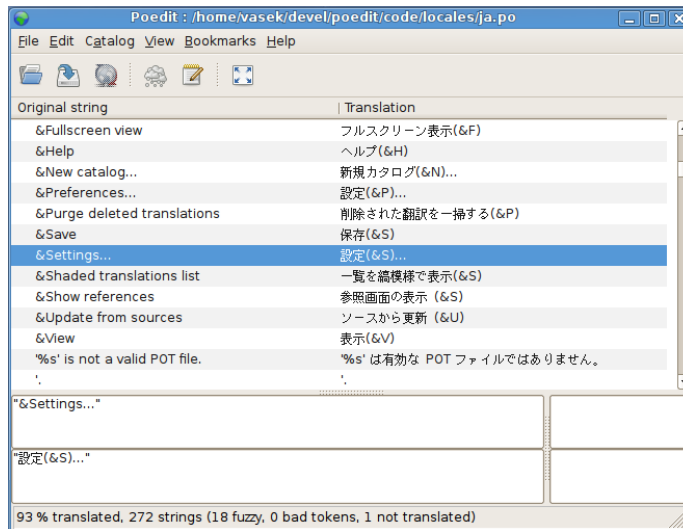 Poedit : /home/vasek/devel/poedit/code/locales/ja.po
File Edit Catalog View Bookmarks Help
Original string Translation
&Fullscreen view フルスクリーン表示(&F)
&Help ヘルプ(&H)
&New catalog... 新規カタログ(&N)...
&Preferences... 設定(&P)...
&Purge deleted translations 削除された翻訳を一掃する(&P)
&Save 保存(&S)
&Settings... 設定(&S)...
&Shaded translations list 一覧を縞模様で表示(&S)
&Show references 参照画面の表示 (&S)
&Update from sources ソースから更新 (&U)
&View 表示(&V)
'%s' is not a valid POT file. '%s' は有効な POT ファイルではありません。
'. '.
"&Settings..."
"設定(&S)..."
93 % translated, 272 strings (18 fuzzy, 0 bad tokens, 1 not translated)